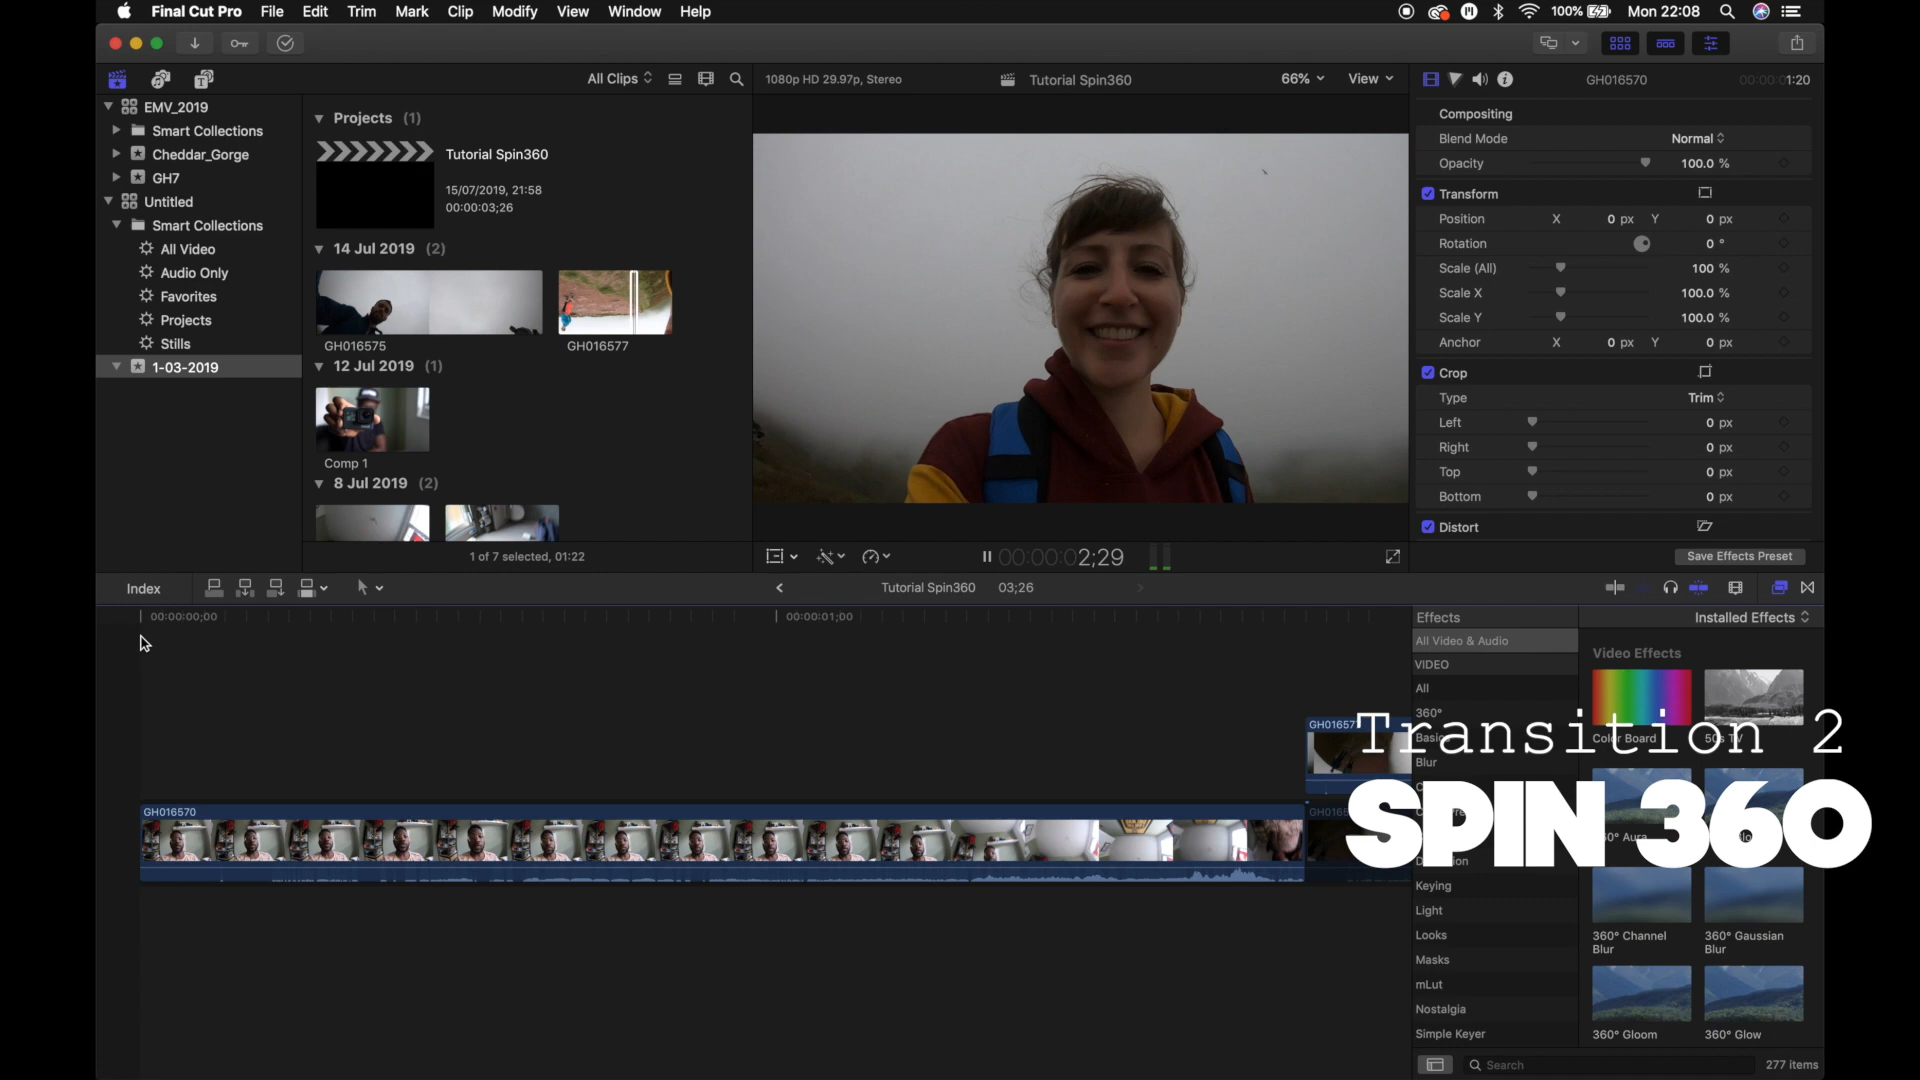 Final Cut Pro File Edit Trim Mark Clip Modify View Window Help
100% Mon 22:08
All Clips
1080p HD 29.97p, Stereo
Tutorial Spin360
66%
View
GH016570
00:00:01:20
EMV_2019
Smart Collections
Cheddar_Gorge
GH7
Untitled
Smart Collections
All Video
Audio Only
Favorites
Projects
Stills
1-03-2019
Projects (1)
Tutorial Spin360
15/07/2019, 21:58
00:00:03;26
14 Jul 2019 (2)
GH016575
GH016577
12 Jul 2019 (1)
Comp 1
8 Jul 2019 (2)
1 of 7 selected, 01:22
00:00:02;29
Compositing
Blend Mode Normal
Opacity 100.0 %
Transform
Position X 0 px Y 0 px
Rotation 0 °
Scale (All) 100 %
Scale X 100.0 %
Scale Y 100.0 %
Anchor X 0 px Y 0 px
Crop
Type Trim
Left 0 px
Right 0 px
Top 0 px
Bottom 0 px
Distort
Save Effects Preset
Index
Tutorial Spin360 03;26
00:00:00;00
00:00:01;00
GH016570
Effects
Installed Effects
All Video & Audio
VIDEO
All
360°
Blur
Keying
Light
Looks
Masks
mLut
Nostalgia
Simple Keyer
Video Effects
Color Board
50s TV
360° Channel Blur
360° Gaussian Blur
360° Gloom
360° Glow
Search
277 items
Transition 2
SPIN 360